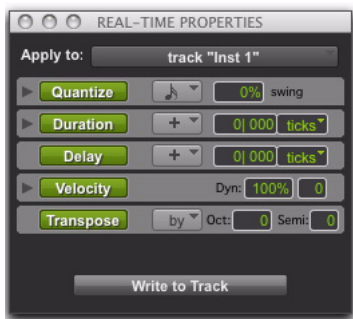 REAL-TIME PROPERTIES
Apply to: track "Inst 1"
Quantize 0% swing
Duration + 0| 000 ticks
Delay + 0| 000 ticks
Velocity Dyn: 100% 0
Transpose by Oct: 0 Semi: 0
Write to Track